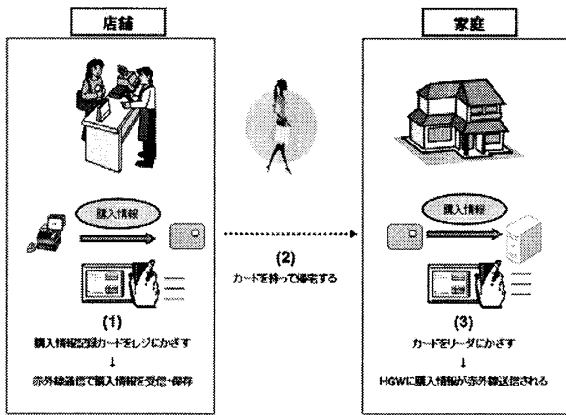 店舗
購入情報
(1)
購入情報記録カードをレジにかざす
↓
赤外線通信で購入情報を受信・保存
(2)
カードを持って帰宅する
家庭
購入情報
(3)
カードをリーダにかざす
↓
HGWに購入情報が赤外線送信される